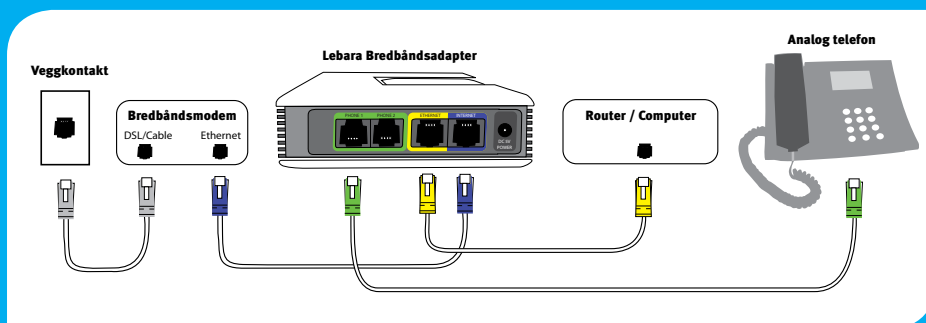 Veggkontakt
Bredbåndsmodem
DSL/Cable Ethernet
Lebara Bredbåndsadapter
PHONE 1 PHONE 2 ETHERNET INTERNET
DC 5V
POWER
Router / Computer
Analog telefon